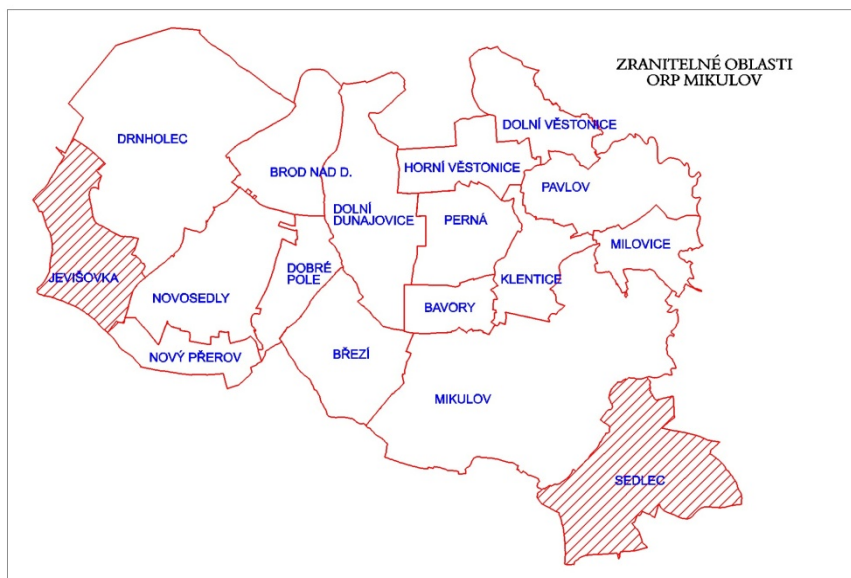 ZRANITELNÉ OBLASTI
ORP MIKULOV
DOLNÍ VĚSTONICE
DRNHOLEC
BROD NAD D.
HORNÍ VĚSTONICE
PAVLOV
DOLNÍ
DUNAJOVICE
PERNÁ
MILOVICE
JEVIŠOVKA
DOBRÉ
POLE
KLENTICE
NOVOSEDLY
BAVORY
NOVÝ PŘEROV
BŘEZÍ
MIKULOV
SEDLEC